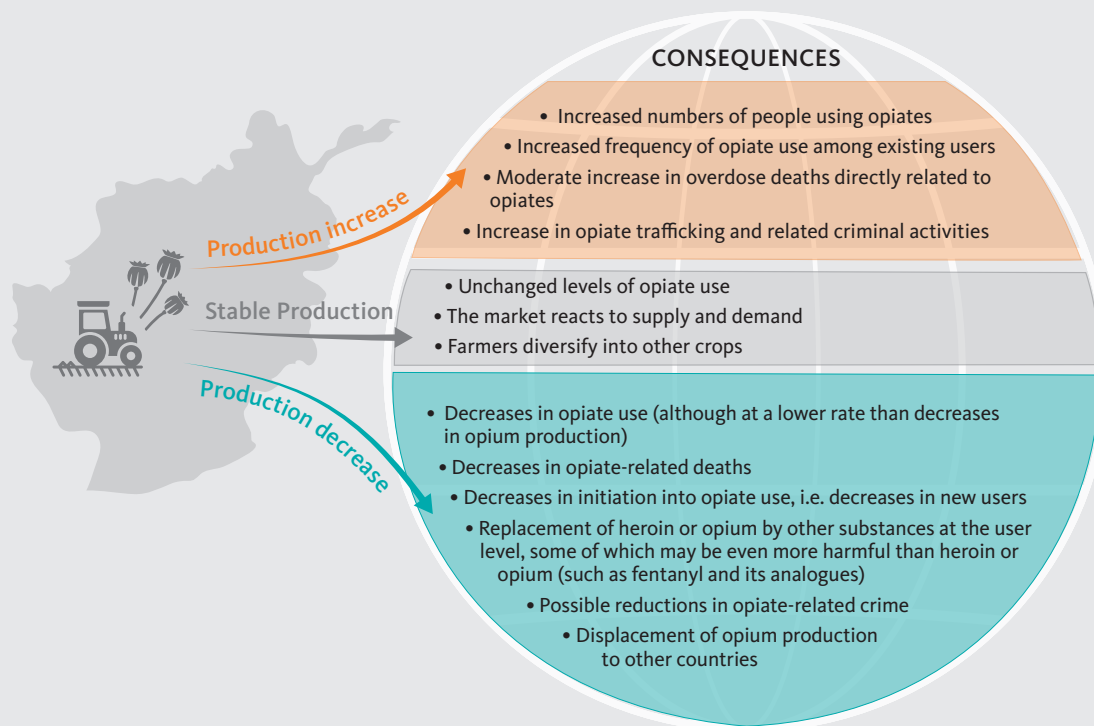 CONSEQUENCES
• Increased numbers of people using opiates
• Increased frequency of opiate use among existing users
• Moderate increase in overdose deaths directly related to
opiates
• Increase in opiate trafficking and related criminal activities
Production increase
Stable Production
• Unchanged levels of opiate use
• The market reacts to supply and demand
• Farmers diversify into other crops
Production decrease
• Decreases in opiate use (although at a lower rate than decreases
in opium production)
• Decreases in opiate-related deaths
• Decreases in initiation into opiate use, i.e. decreases in new users
• Replacement of heroin or opium by other substances at the user
level, some of which may be even more harmful than heroin or
opium (such as fentanyl and its analogues)
• Possible reductions in opiate-related crime
• Displacement of opium production
to other countries